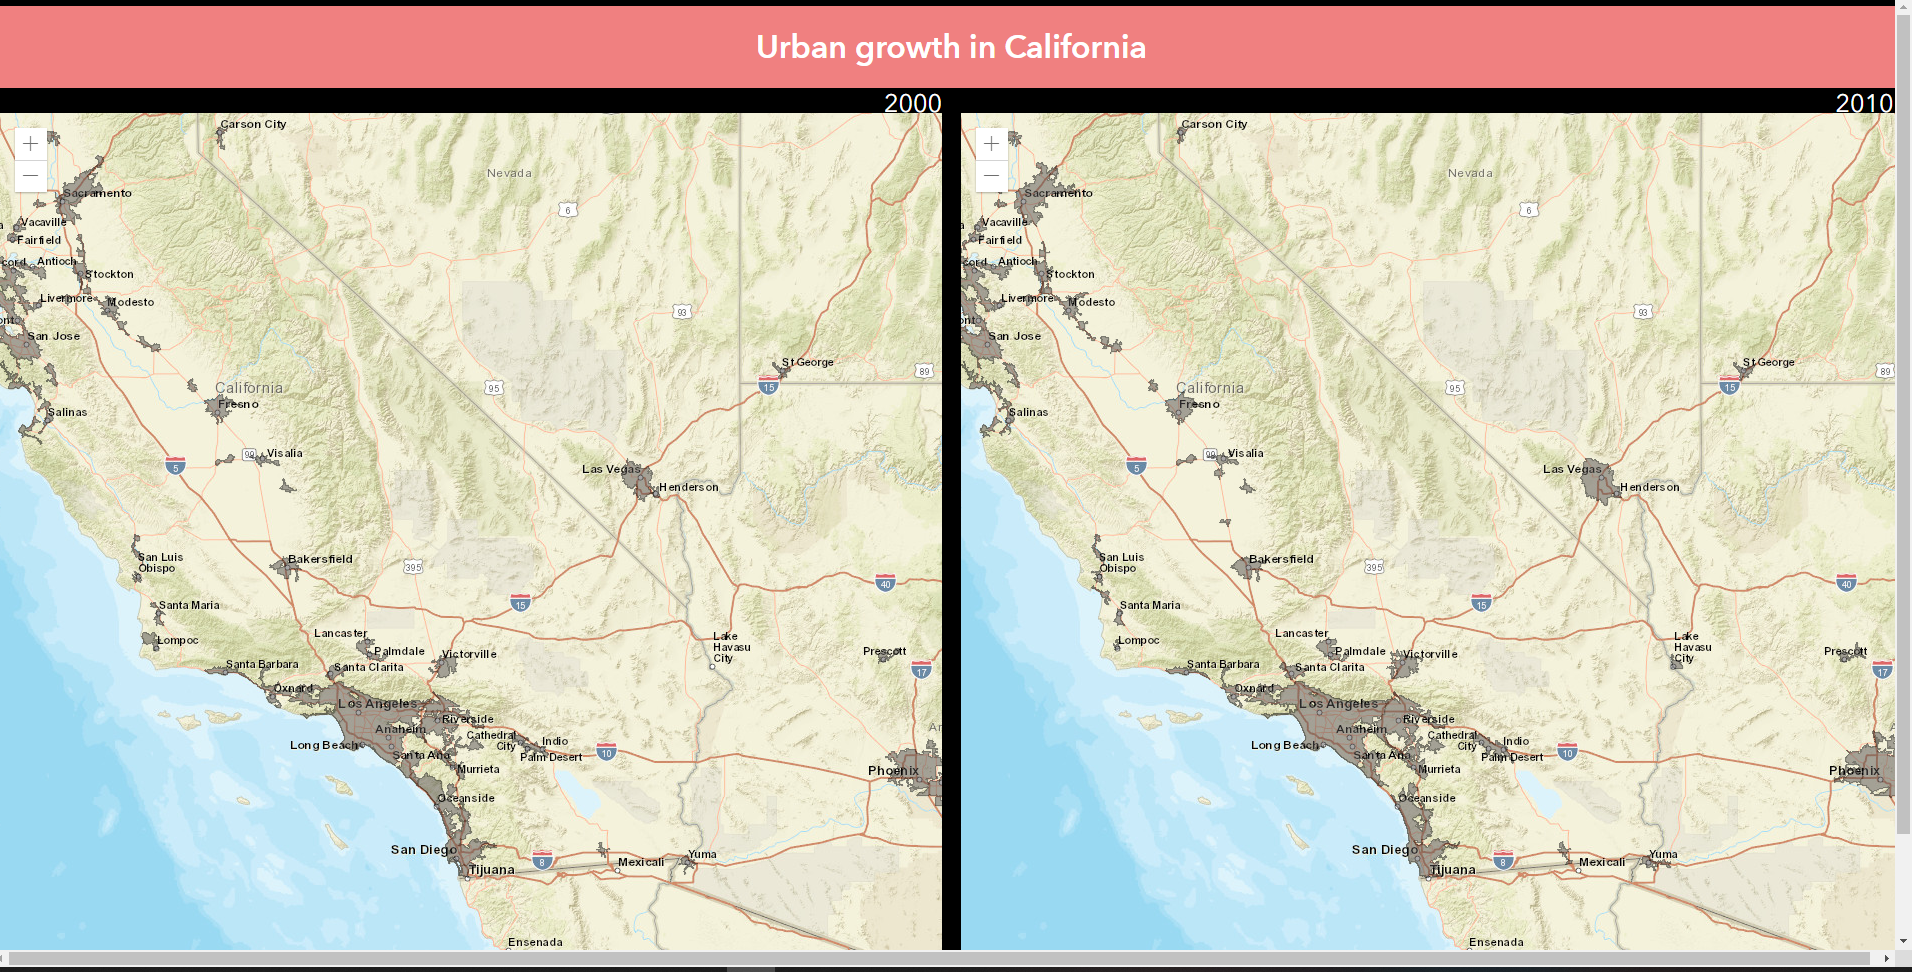 Urban growth in California
2000
2010
Carson City
Nevada
Sacramento
6
Vacaville
Fairfield
cord
Antioch
Stockton
Livermore
Modesto
ont
93
San Jose
St George
15
89
California
95
Fresno
Salinas
99
Visalia
5
Las Vegas
Henderson
San Luis
Obispo
Bakersfield
395
40
15
Santa Maria
Lompoc
Lancaster
Palmdale
Victorville
Lake
Havasu
City
Prescott
17
Santa Barbara
Santa Clarita
Oxnard
Los Angeles
Riverside
Anaheim
Cathedral
City
Indio
Palm Desert
10
Long Beach
Santa Ana
Murrieta
Ar
Phoenix
Oceanside
San Diego
8
Mexicali
Yuma
Tijuana
Ensenada
Carson City
Nevada
Sacramento
6
a
Vacaville
Fairfield
cord
Antioch
Stockton
Livermore
Modesto
ont
93
San Jose
St George
15
89
California
95
Fresno
Salinas
99
Visalia
5
Las Vegas
Henderson
San Luis
Obispo
Bakersfield
395
40
15
Santa Maria
Lompoc
Lancaster
Palmdale
Victorville
Lake
Havasu
City
Prescott
17
Santa Barbara
Santa Clarita
Oxnard
Los Angeles
Riverside
Anaheim
Cathedral
City
Indio
Palm Desert
10
Long Beach
Santa Ana
Murrieta
Phoenix
Oceanside
San Diego
8
Mexicali
Yuma
Tijuana
Ensenada